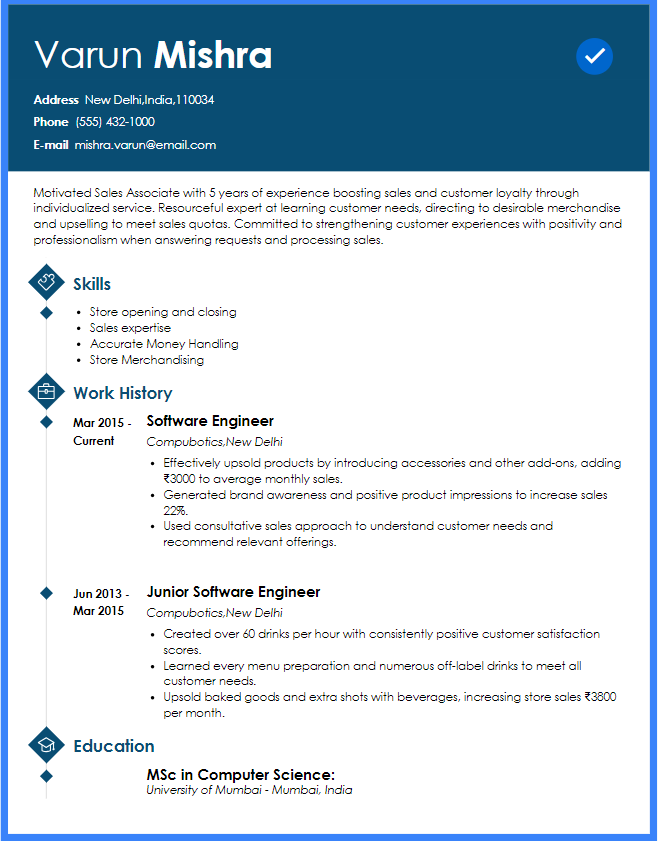 Varun Mishra
Address New Delhi,India,110034
Phone (555) 432-1000
E-mail mishra.varun@email.com
Motivated Sales Associate with 5 years of experience boosting sales and customer loyalty through
individualized service. Resourceful expert at learning customer needs, directing to desirable merchandise
and upselling to meet sales quotas. Committed to strengthening customer experiences with positivity and
professionalism when answering requests and processing sales.
Skills
• Store opening and closing
• Sales expertise
• Accurate Money Handling
• Store Merchandising
Work History
Mar 2015 - Current
Software Engineer
Compubotics,New Delhi
• Effectively upsold products by introducing accessories and other add-ons, adding
₹3000 to average monthly sales.
• Generated brand awareness and positive product impressions to increase sales
22%.
• Used consultative sales approach to understand customer needs and
recommend relevant offerings.
Jun 2013 - Mar 2015
Junior Software Engineer
Compubotics,New Delhi
• Created over 60 drinks per hour with consistently positive customer satisfaction
scores.
• Learned every menu preparation and numerous off-label drinks to meet all
customer needs.
• Upsold baked goods and extra shots with beverages, increasing store sales ₹3800
per month.
Education
MSc in Computer Science:
University of Mumbai - Mumbai, India